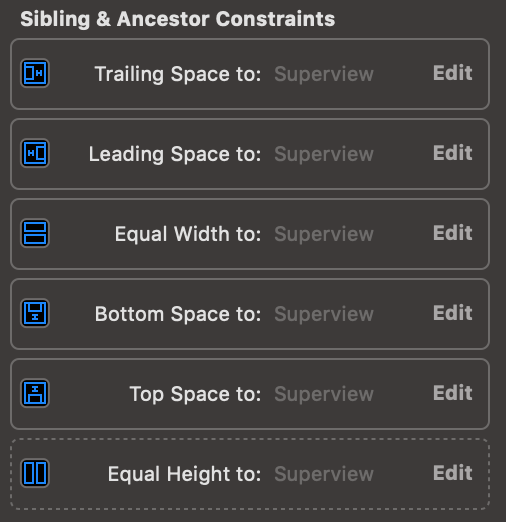 Sibling & Ancestor Constraints
Trailing Space to: Superview Edit
Leading Space to: Superview Edit
Equal Width to: Superview Edit
Bottom Space to: Superview Edit
Top Space to: Superview Edit
Equal Height to: Superview Edit